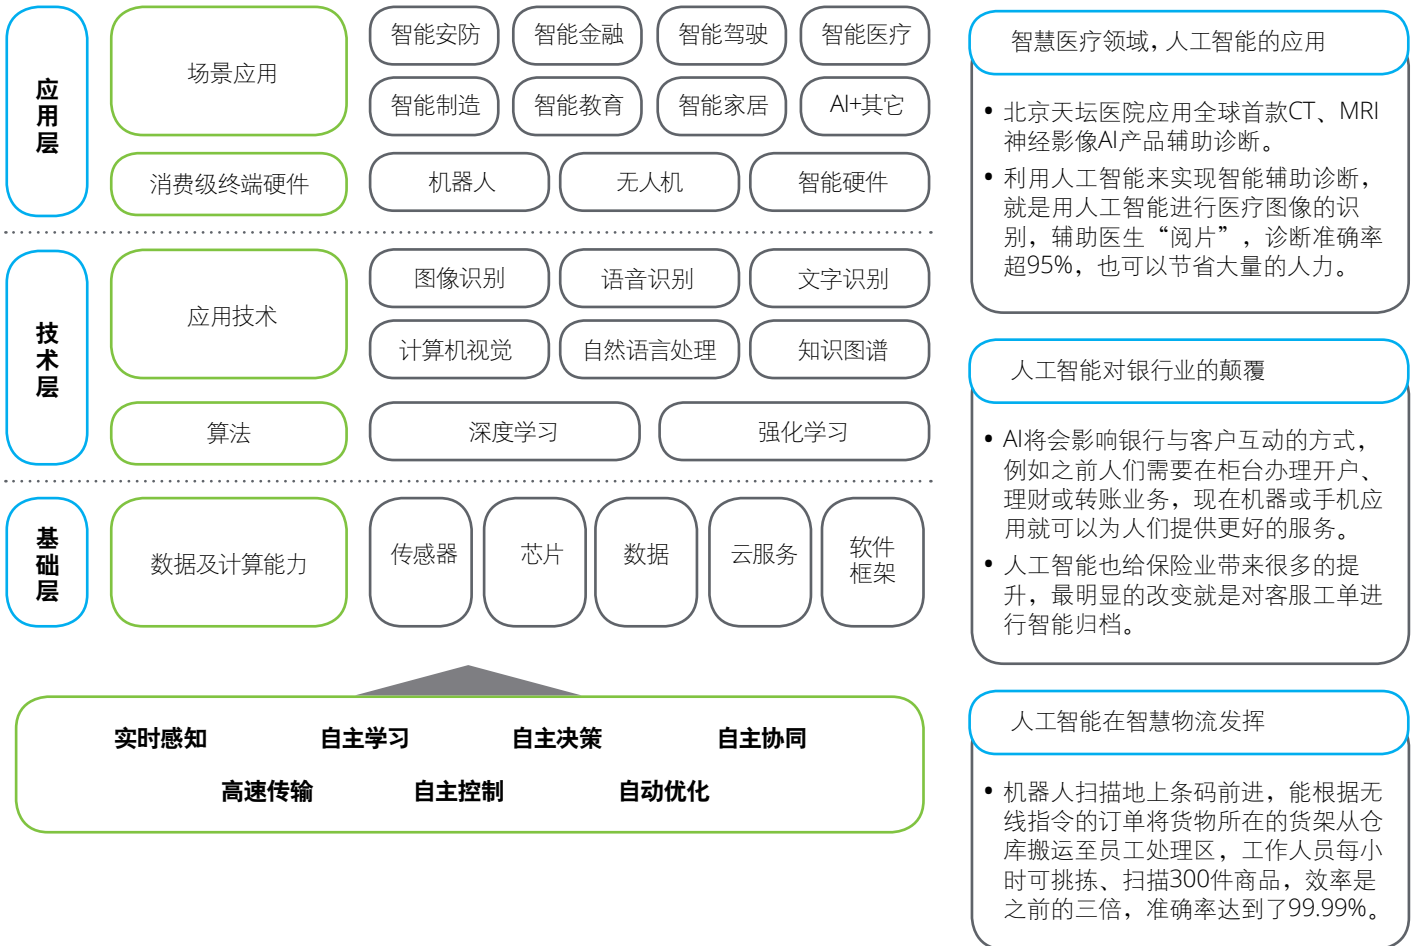 应用层
场景应用
智能安防
智能金融
智能驾驶
智能医疗
智能制造
智能教育
智能家居
AI+其它
消费级终端硬件
机器人
无人机
智能硬件
技术层
应用技术
图像识别
语音识别
文字识别
计算机视觉
自然语言处理
知识图谱
算法
深度学习
强化学习
基础层
数据及计算能力
传感器
芯片
数据
云服务
软件
框架
实时感知
自主学习
自主决策
自主协同
高速传输
自主控制
自动优化
智慧医疗领域，人工智能的应用
• 北京天坛医院应用全球首款CT、MRI
神经影像AI产品辅助诊断。
• 利用人工智能来实现智能辅助诊断，
就是用人工智能进行医疗图像的识
别，辅助医生“阅片”，诊断准确率
超95%，也可以节省大量的人力。
人工智能对银行业的颠覆
• AI将会影响银行与客户互动的方式，
例如之前人们需要在柜台办理开户、
理财或转账业务，现在机器或手机应
用就可以为人们提供更好的服务。
• 人工智能也给保险业带来很多的提
升，最明显的改变就是对客服工单进
行智能归档。
人工智能在智慧物流发挥
• 机器人扫描地上条码前进，能根据无
线指令的订单将货物所在的货架从仓
库搬运至员工处理区，工作人员每小
时可挑拣、扫描300件商品，效率是
之前的三倍，准确率达到了99.99%。